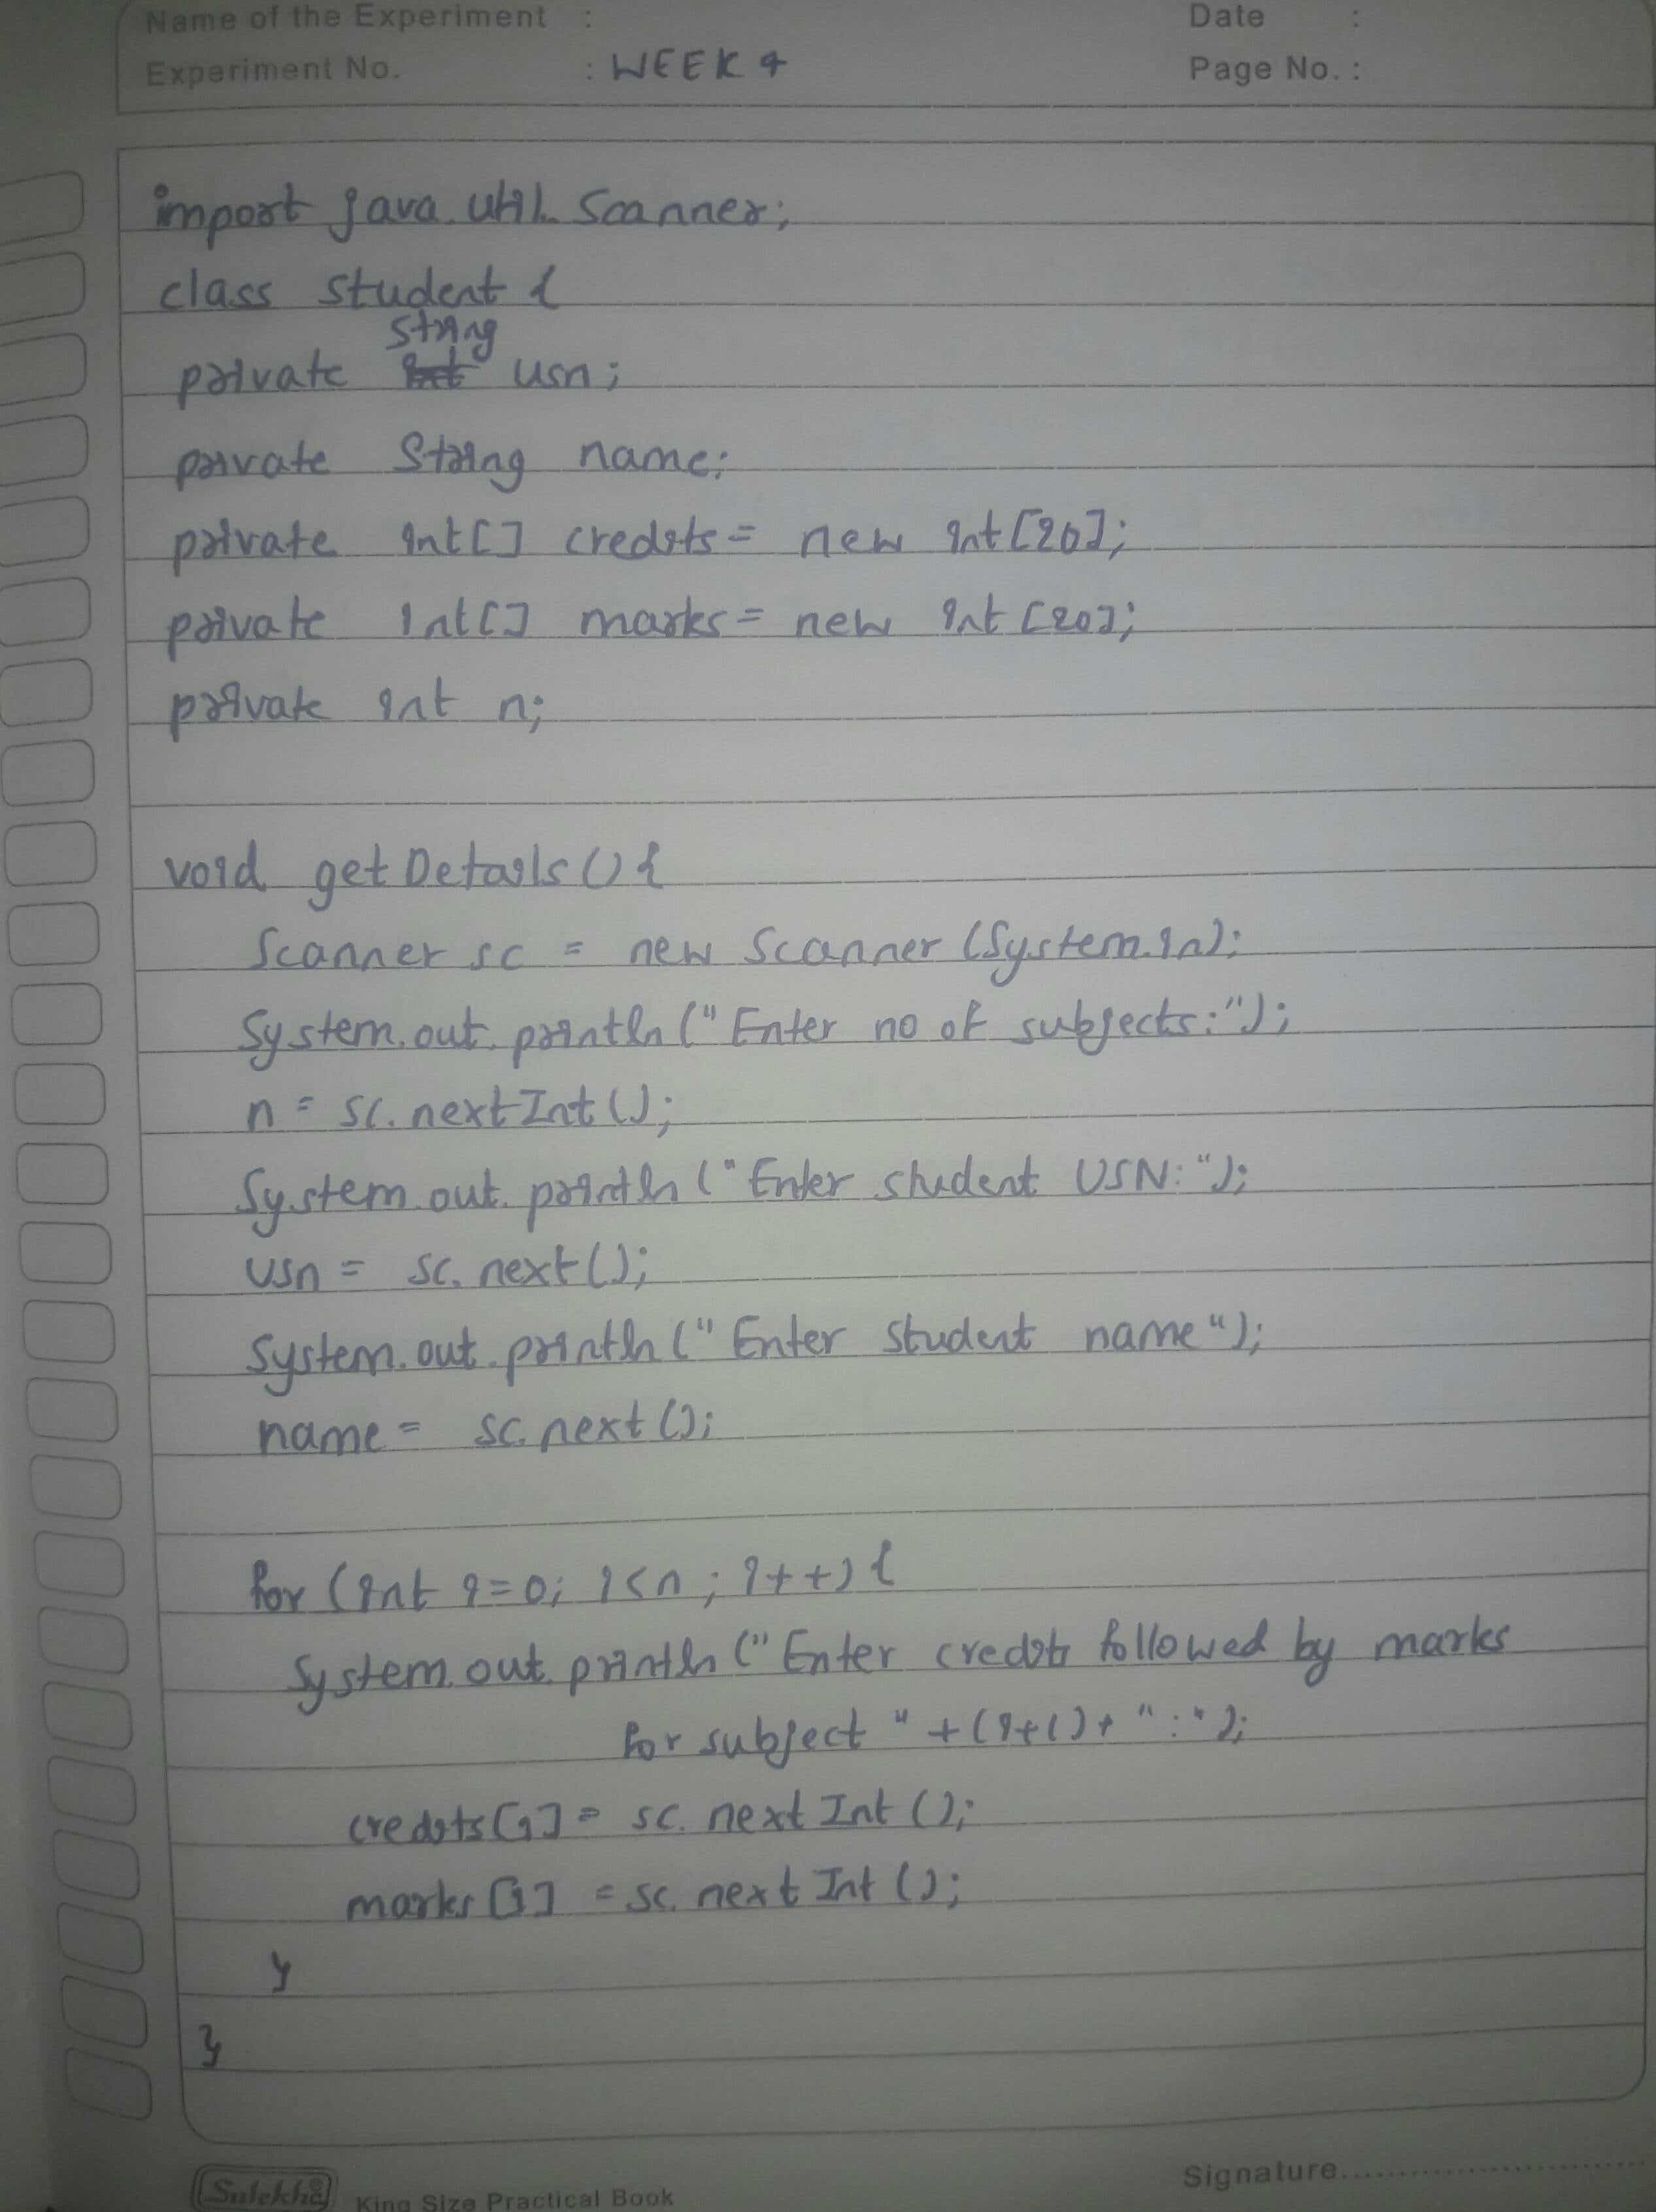 Name of the Experiment :
Date :
Experiment No. : WEEK 4
Page No. :
import java.util.Scanner;
class student {
String
private int usn;
private String name;
private int[] credits = new int[20];
private int[] marks = new int[20];
private int n;
void getDetails() {
Scanner sc = new Scanner (System.in);
System.out.println ("Enter no of subjects:");
n = sc.nextInt();
System.out.println ("Enter student USN:");
usn = sc.next();
System.out.println ("Enter student name");
name = sc.next();
for (int i=0; i<n; i++) {
System.out.println ("Enter credits followed by marks
for subject " + (i+1) + ":");
credits[i] = sc.nextInt();
marks[i] = sc.nextInt();
}
}
Signature
Sulekha King Size Practical Book